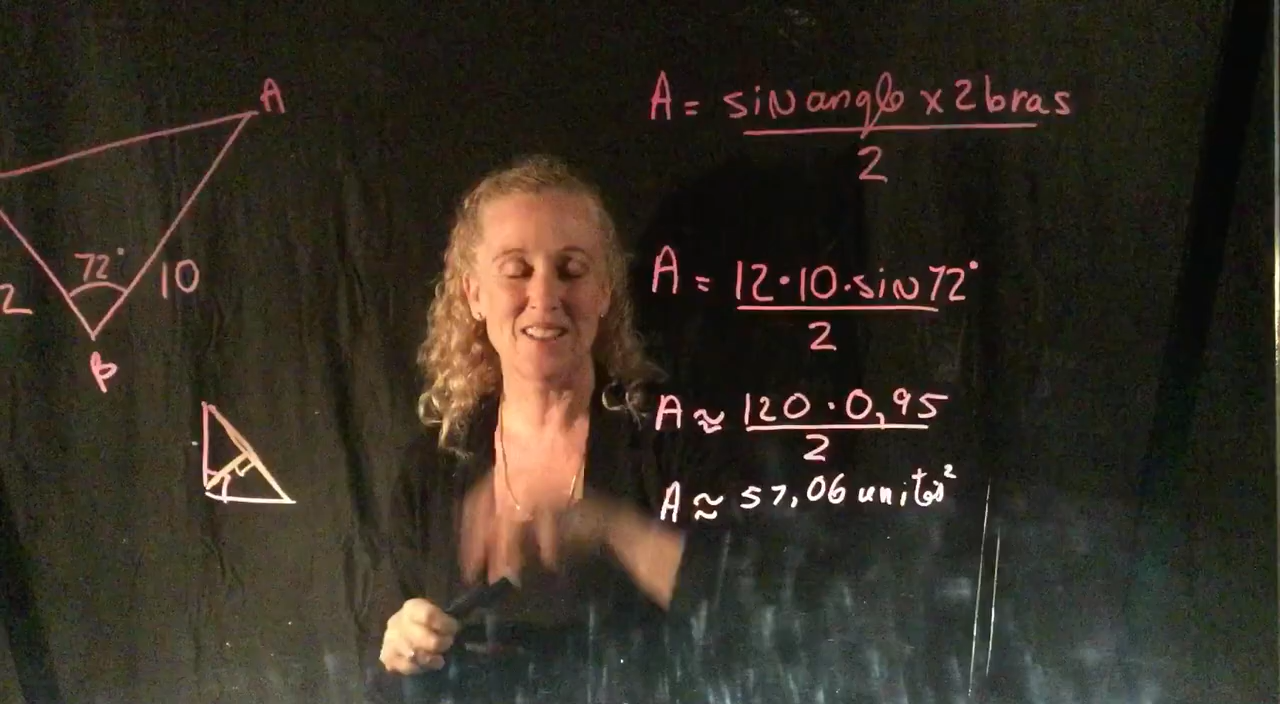 A
72°
2
10
B
A = sin angle x 2 bras
2
A = 12·10·sin 72°
2
A ≈ 120·0,95
2
A ≈ 57,06 unités²